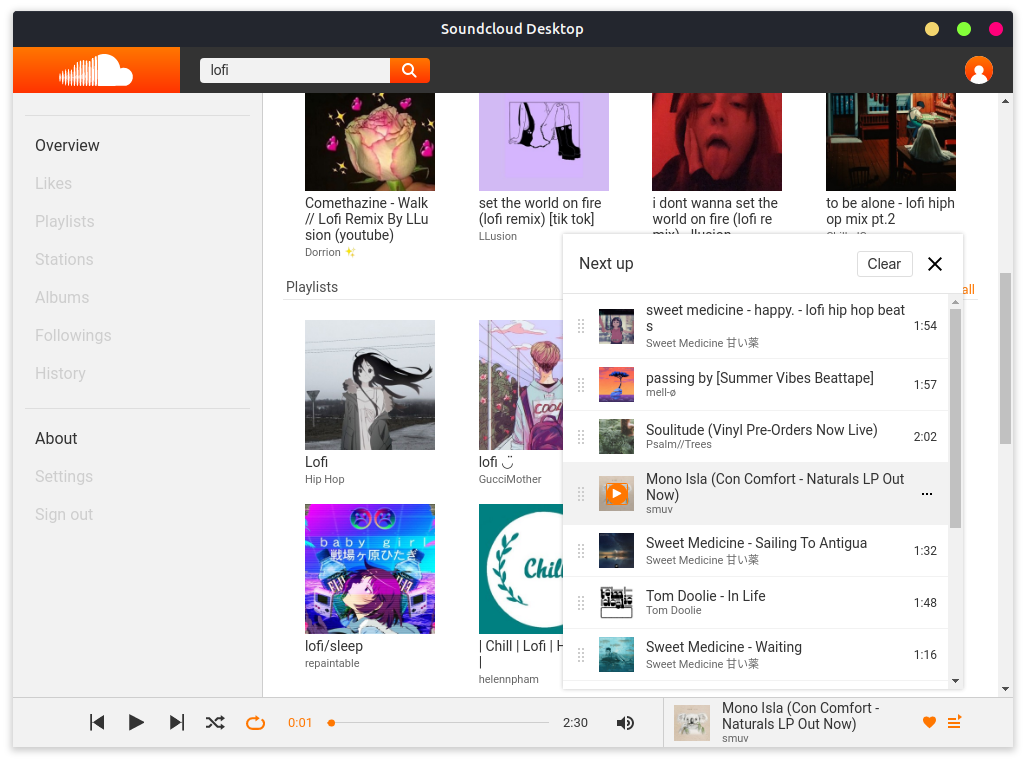 Soundcloud Desktop
lofi
Overview
Likes
Playlists
Stations
Albums
Followings
History
About
Settings
Sign out
Comethazine - Walk
// Lofi Remix By LLu
sion (youtube)
Dorrion ✨
set the world on fire
(lofi remix) [tik tok]
LLusion
i dont wanna set the
world on fire (lofi re
to be alone - lofi hiph
op mix pt.2
Playlists
all
Lofi
Hip Hop
lofi
GucciMother
COOL
baby girl
戦場ヶ原ひたぎ
lofi/sleep
repaintable
Chill
| Chill | Lofi | H
|
helennpham
Next up
Clear
sweet medicine - happy. - lofi hip hop beat
s
Sweet Medicine 甘い薬
1:54
passing by [Summer Vibes Beattape]
mell-ø
1:57
Soulitude (Vinyl Pre-Orders Now Live)
Psalm//Trees
2:02
Mono Isla (Con Comfort - Naturals LP Out
Now)
smuv
Sweet Medicine - Sailing To Antigua
Sweet Medicine 甘い薬
1:32
Tom Doolie - In Life
Tom Doolie
1:48
Sweet Medicine - Waiting
Sweet Medicine 甘い薬
1:16
0:01
2:30
Mono Isla (Con Comfort -
Naturals LP Out Now)
smuv